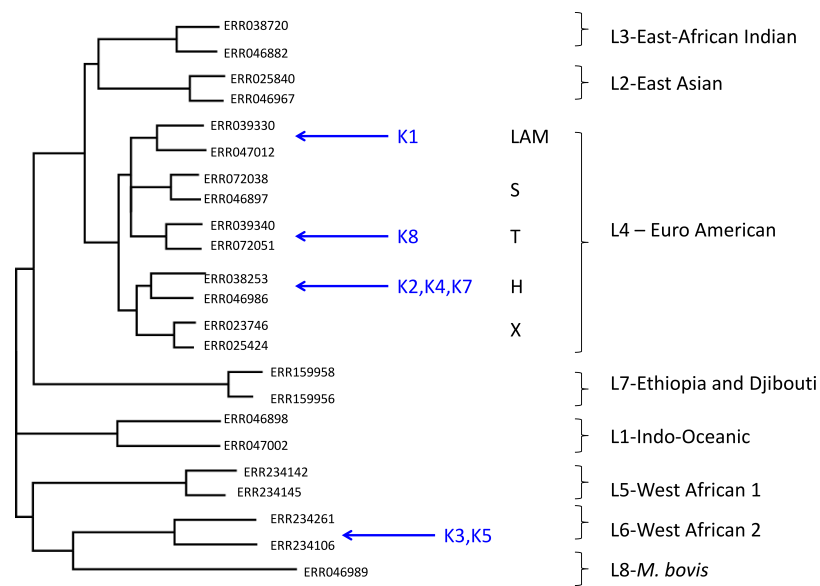 ERR038720
ERR046882
L3-East-African Indian
ERR025840
ERR046967
L2-East Asian
ERR039330
ERR047012
K1
LAM
ERR072038
ERR046897
S
ERR039340
ERR072051
K8
T
L4 – Euro American
ERR038253
ERR046986
K2,K4,K7
H
ERR023746
ERR025424
X
ERR159958
ERR159956
L7-Ethiopia and Djibouti
ERR046898
ERR047002
L1-Indo-Oceanic
ERR234142
ERR234145
L5-West African 1
ERR234261
ERR234106
K3,K5
L6-West African 2
ERR046989
L8-M. bovis